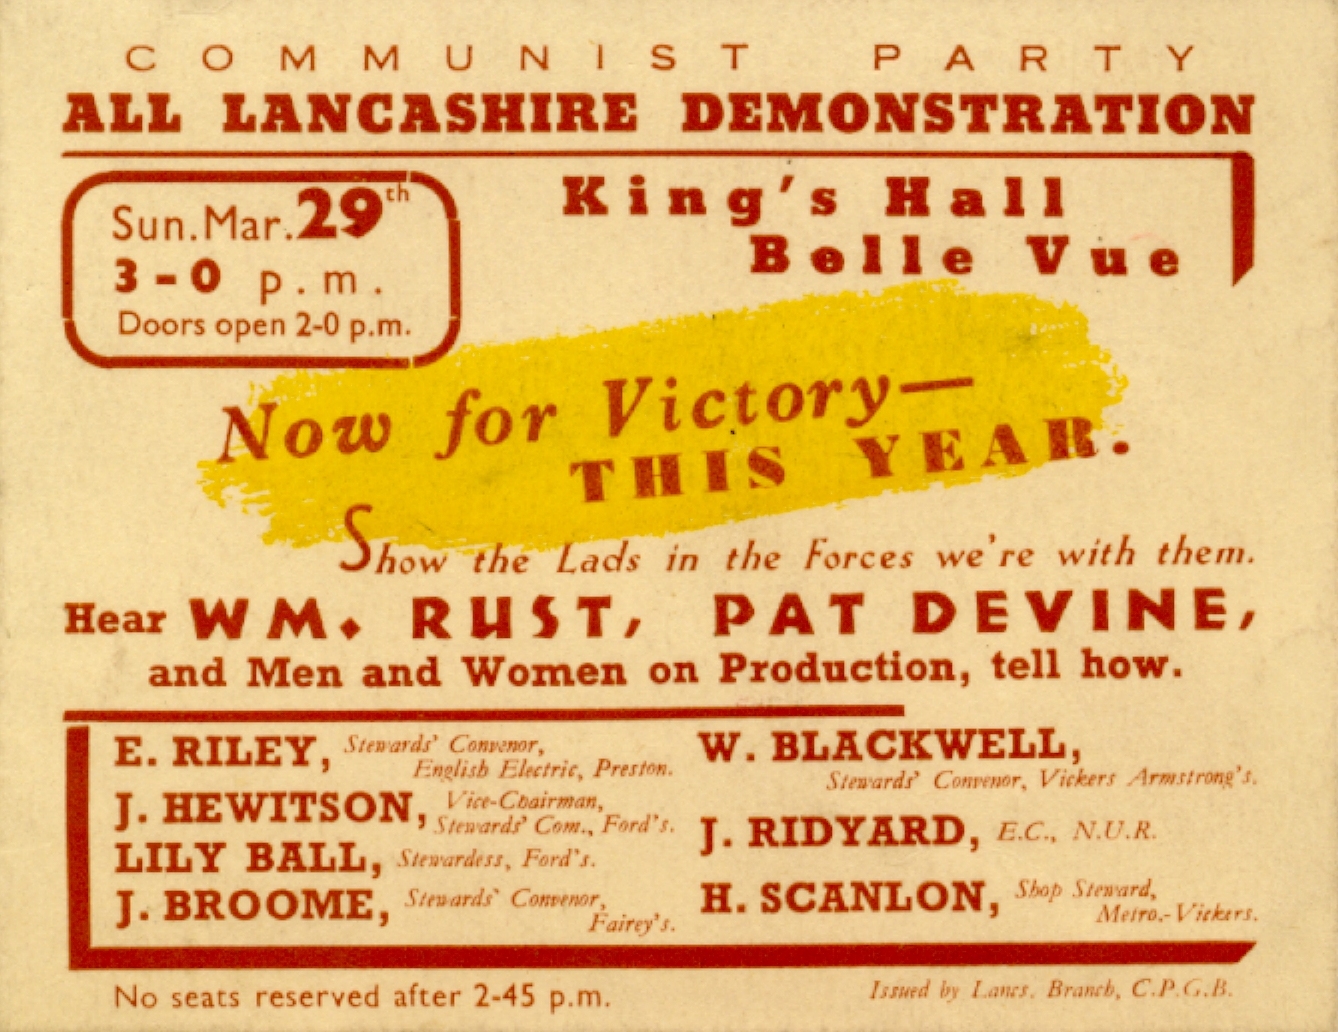 COMMUNIST PARTY
ALL LANCASHIRE DEMONSTRATION
Sun. Mar. 29th
3-0 p.m.
Doors open 2-0 p.m.
King's Hall
Belle Vue
Now for Victory—
THIS YEAR.
Show the Lads in the Forces we're with them.
Hear WM. RUST, PAT DEVINE,
and Men and Women on Production, tell how.
E. RILEY, Stewards' Convenor,
English Electric, Preston.
J. HEWITSON, Vice-Chairman,
Stewards' Com., Ford's.
LILY BALL, Stewardess, Ford's.
J. BROOME, Stewards' Convenor,
Fairey's.
W. BLACKWELL,
Stewards' Convenor, Vickers Armstrong's.
J. RIDYARD, E.C., N.U.R.
H. SCANLON, Shop Steward,
Metro.-Vickers.
No seats reserved after 2-45 p.m.
Issued by Lancs. Branch, C.P.G.B.